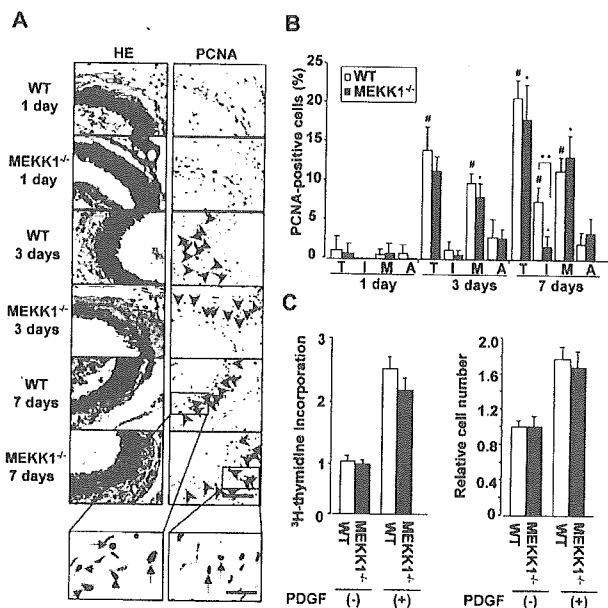 A
HE
PCNA
WT
1 day
MEKK1-/-
1 day
WT
3 days
MEKK1-/-
3 days
WT
7 days
MEKK1-/-
7 days
B
PCNA-positive cells (%)
25
20
15
10
5
0
WT
MEKK1-/-
#
#
#
#
#
*
*
*
*
**
T I M A T I M A T I M A
1 day 3 days 7 days
C
³H-thymidine incorporation
3
2
1
0
WT
MEKK1-/-
WT
MEKK1-/-
PDGF (-) (+)
Relative cell number
2.0
1.6
1.2
0.8
0.4
0
WT
MEKK1-/-
WT
MEKK1-/-
PDGF (-) (+)